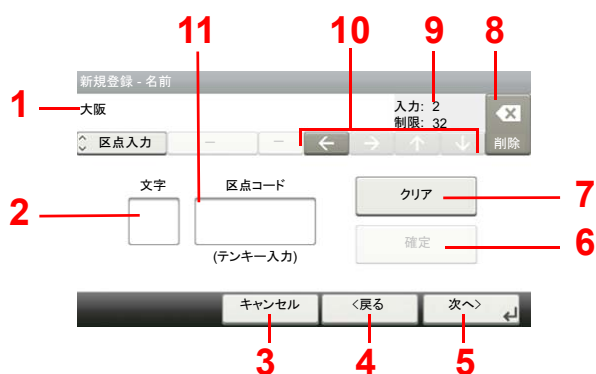 11 10 9 8
新規登録 - 名前
1 大阪 入力: 2
制限: 32
区点入力 － － ← → ↑ ↓ 削除
文字 区点コード クリア 7
2
確定 6
(テンキー入力)
キャンセル <戻る 次へ>
3 4 5